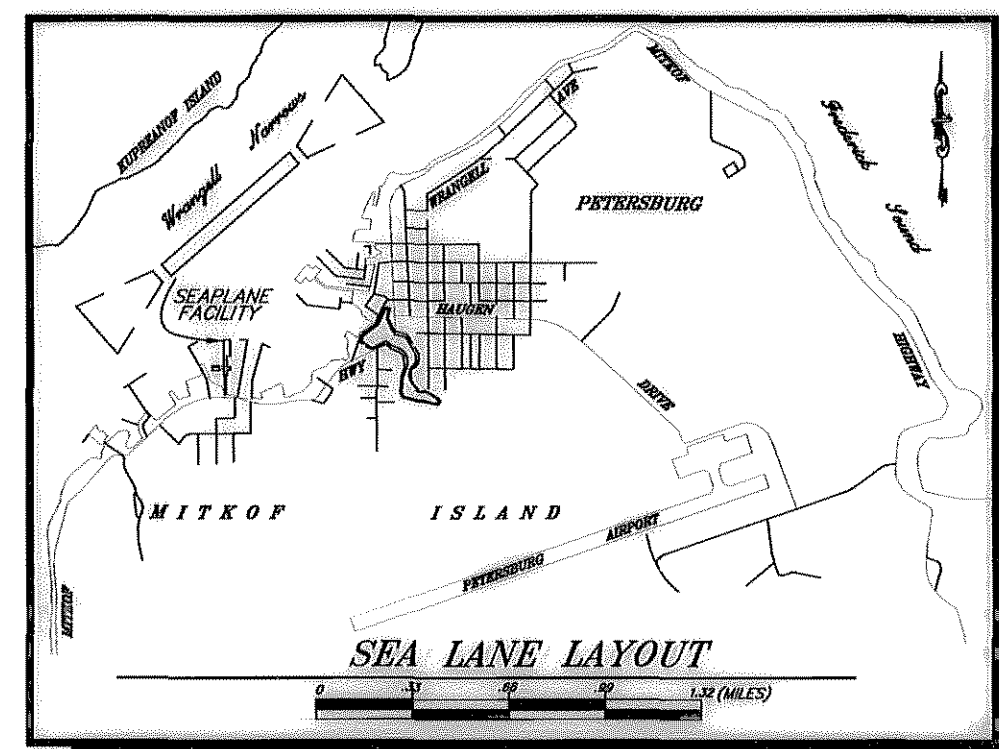 KUPREANOF ISLAND
Wrangell Narrows
MITKOF
AVE
Frederick
Sound
WRANGELL
PETERSBURG
SEAPLANE
FACILITY
HAUGEN
HWY
HIGHWAY
DRIVE
MITKOF ISLAND
AIRPORT
PETERSBURG
MITKOF
SEA LANE LAYOUT
0 .33 .66 .99 1.32 (MILES)